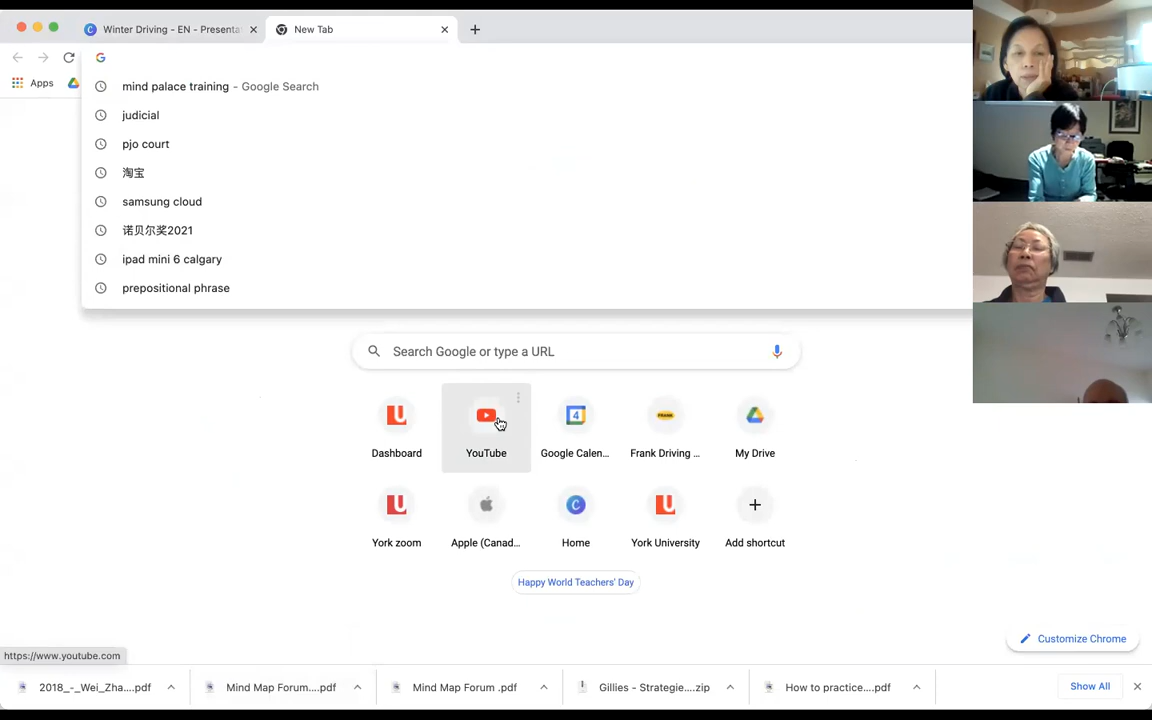 Winter Driving - EN - Presenta
New Tab
Apps
mind palace training - Google Search
judicial
pjo court
淘宝
samsung cloud
诺贝尔奖2021
ipad mini 6 calgary
prepositional phrase
Search Google or type a URL
Dashboard
YouTube
Google Calen...
Frank Driving ...
My Drive
York zoom
Apple (Canad...
Home
York University
Add shortcut
Happy World Teachers' Day
Customize Chrome
https://www.youtube.com
2018_-_Wei_Zha....pdf
Mind Map Forum....pdf
Mind Map Forum .pdf
Gillies - Strategie....zip
How to practice....pdf
Show All